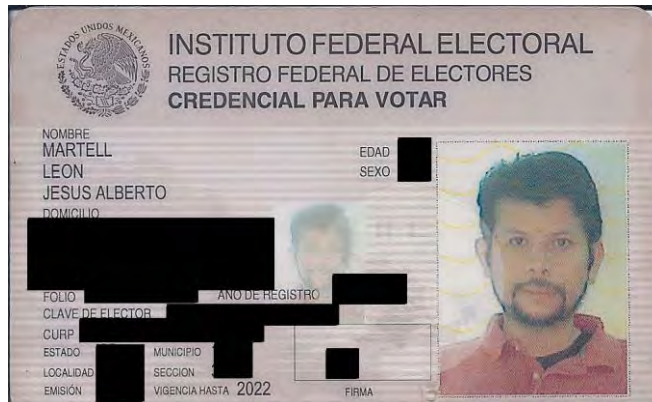 ESTADOS UNIDOS MEXICANOS
INSTITUTO FEDERAL ELECTORAL
REGISTRO FEDERAL DE ELECTORES
CREDENCIAL PARA VOTAR
NOMBRE
MARTELL
LEON
JESUS ALBERTO
EDAD
SEXO
DOMICILIO
FOLIO AÑO DE REGISTRO
CLAVE DE ELECTOR
CURP
ESTADO MUNICIPIO
LOCALIDAD SECCION
EMISIÓN VIGENCIA HASTA 2022 FIRMA